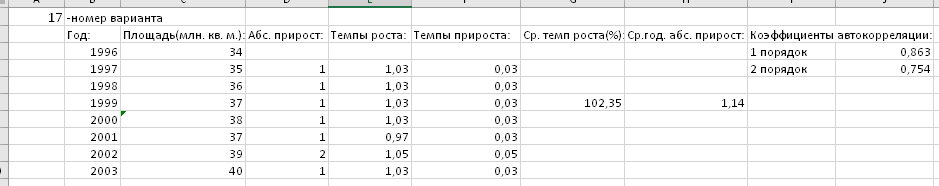 A B C D E F G H I J
17 -номер варианта
Год: Площадь(млн. кв. м.): Абс. прирост: Темпы роста: Темпы прироста: Ср. темп роста(%): Ср.год. абс. прирост: Коэффициенты автокорреляции:
1996 34 1 порядок 0,863
1997 35 1 1,03 0,03 2 порядок 0,754
1998 36 1 1,03 0,03
1999 37 1 1,03 0,03 102,35 1,14
2000 38 1 1,03 0,03
2001 37 1 0,97 0,03
2002 39 2 1,05 0,05
2003 40 1 1,03 0,03